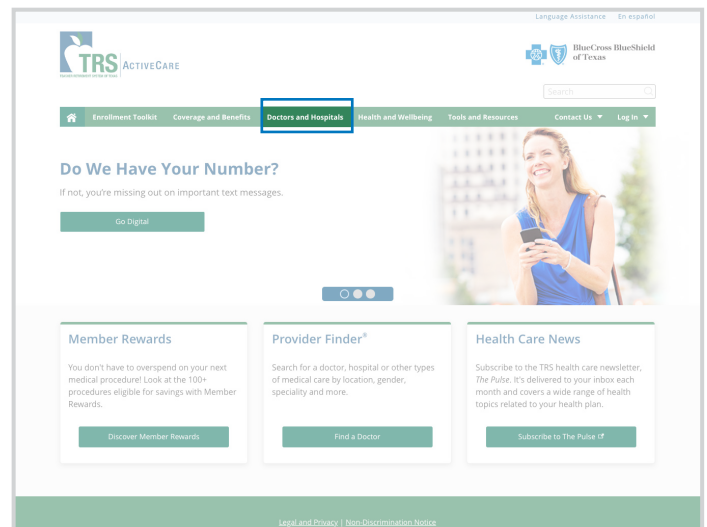 Language Assistance En español
TRS ACTIVECARE
BlueCross BlueShield
of Texas
Search
Enrollment Toolkit Coverage and Benefits Doctors and Hospitals Health and Wellbeing Tools and Resources Contact Us ▼ Log In ▼
Do We Have Your Number?
If not, you're missing out on important text messages.
Go Digital
Member Rewards
You don't have to overspend on your next
medical procedure! Look at the 100+
procedures eligible for savings with Member
Rewards.
Discover Member Rewards
Provider Finder®
Search for a doctor, hospital or other types
of medical care by location, gender,
speciality and more.
Find a Doctor
Health Care News
Subscribe to the TRS health care newsletter,
The Pulse. It's delivered to your inbox each
month and covers a wide range of health
topics related to your health plan.
Subscribe to The Pulse
Legal and Privacy | Non-Discrimination Notice